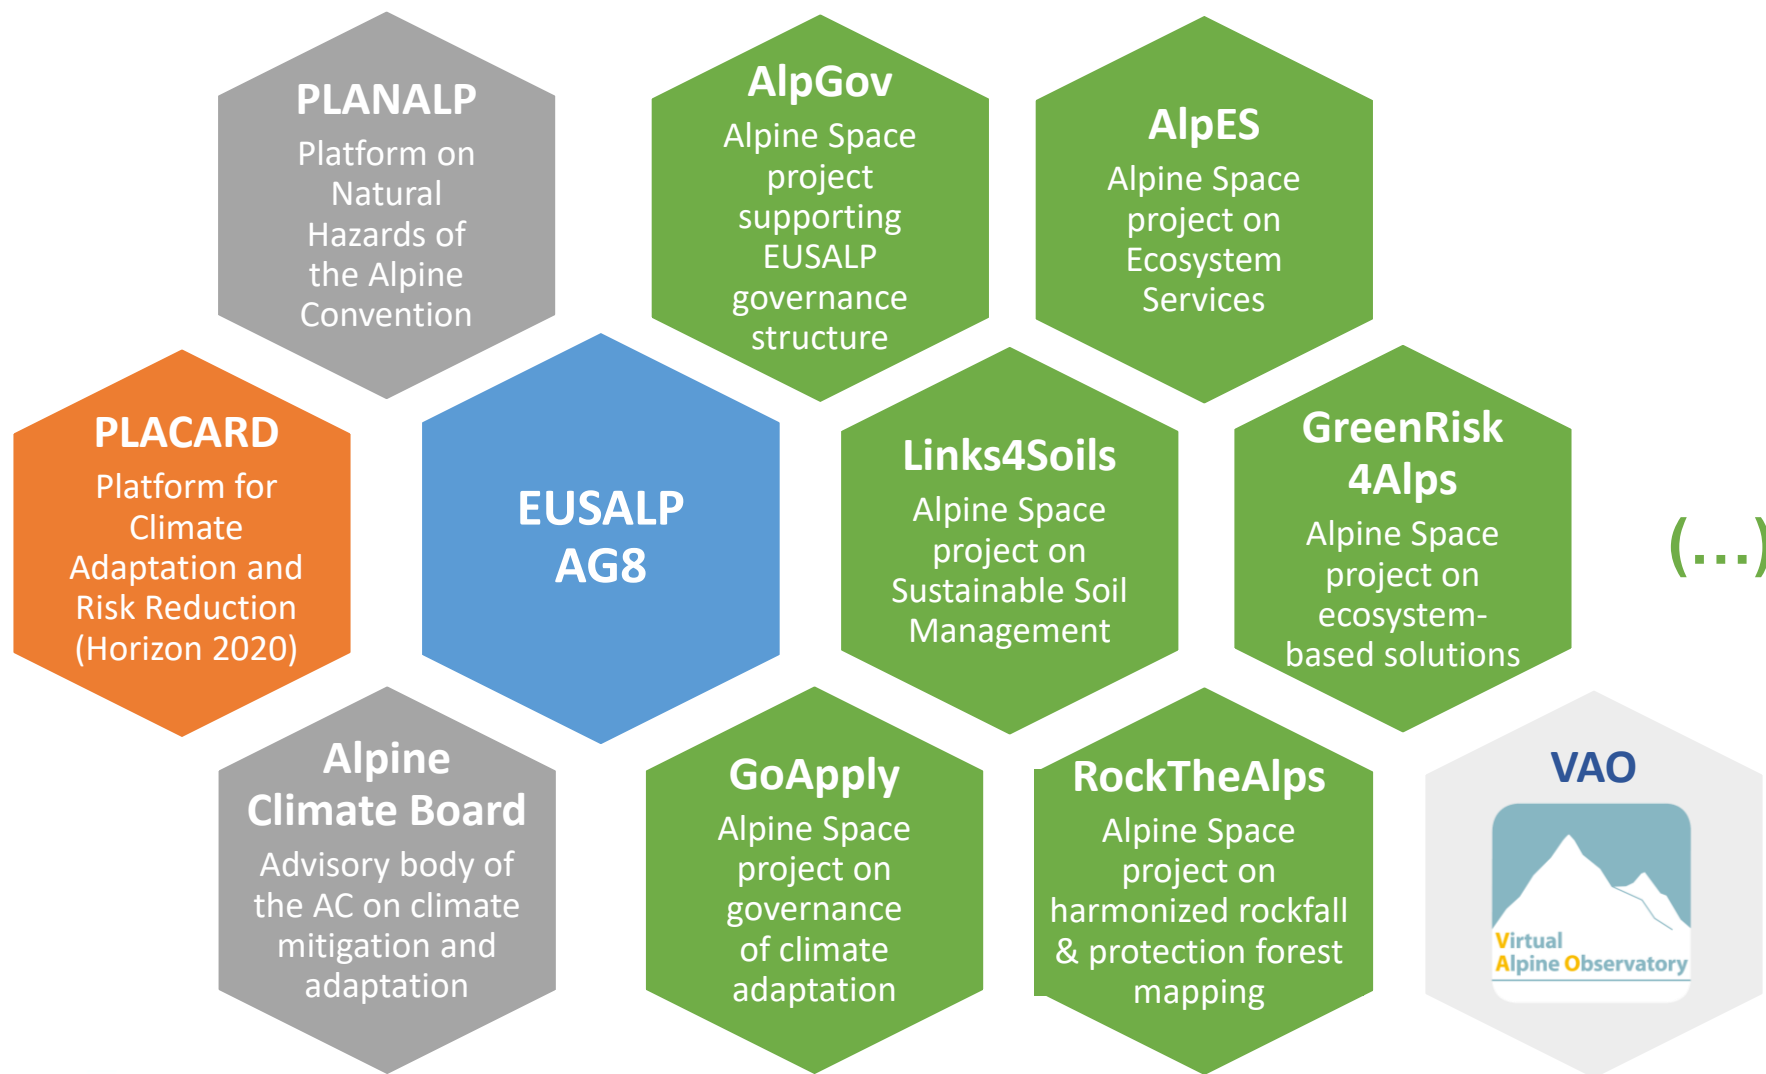 PLANALP
Platform on
Natural
Hazards of
the Alpine
Convention
AlpGov
Alpine Space
project
supporting
EUSALP
governance
structure
AlpES
Alpine Space
project on
Ecosystem
Services
PLACARD
Platform for
Climate
Adaptation and
Risk Reduction
(Horizon 2020)
EUSALP
AG8
Links4Soils
Alpine Space
project on
Sustainable Soil
Management
GreenRisk
4Alps
Alpine Space
project on
ecosystem-
based solutions
(...)
Alpine
Climate Board
Advisory body of
the AC on climate
mitigation and
adaptation
GoApply
Alpine Space
project on
governance
of climate
adaptation
RockTheAlps
Alpine Space
project on
harmonized rockfall
& protection forest
mapping
VAO
Virtual
Alpine Observatory